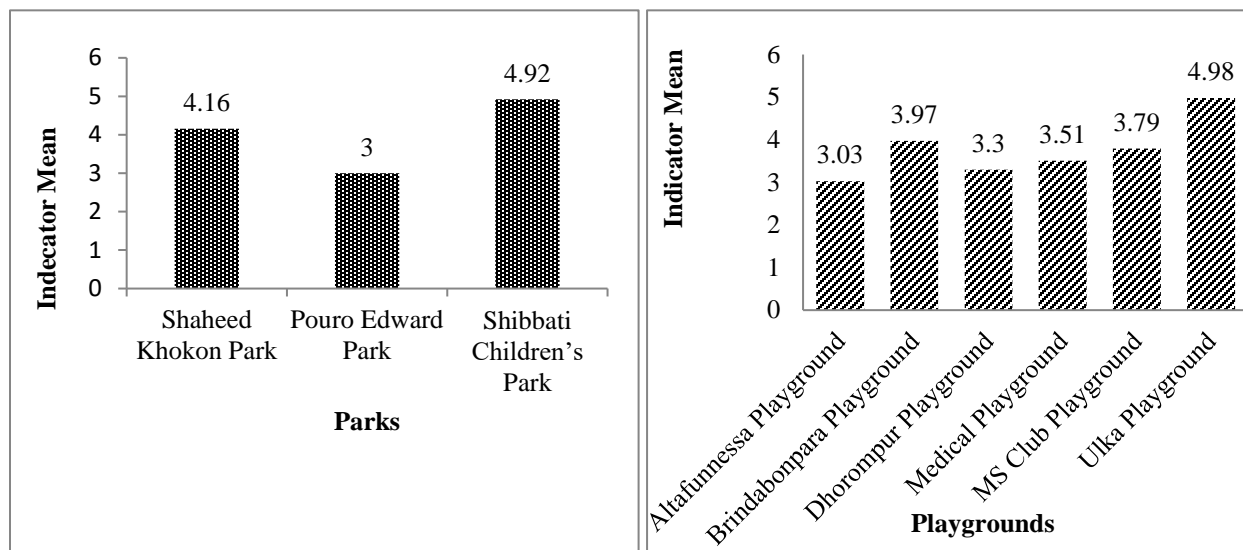 Indecator Mean
6
5
4
3
2
1
0
4.16
3
4.92
Shaheed
Khokon Park
Pouro Edward
Park
Shibbati
Children's
Park
Parks
Indicator Mean
6
5
4
3
2
1
0
3.03
3.97
3.3
3.51
3.79
4.98
Altafunnessa Playground
Brindabonpara Playground
Dhorompur Playground
Medical Playground
MS Club Playground
Ulka Playground
Playgrounds